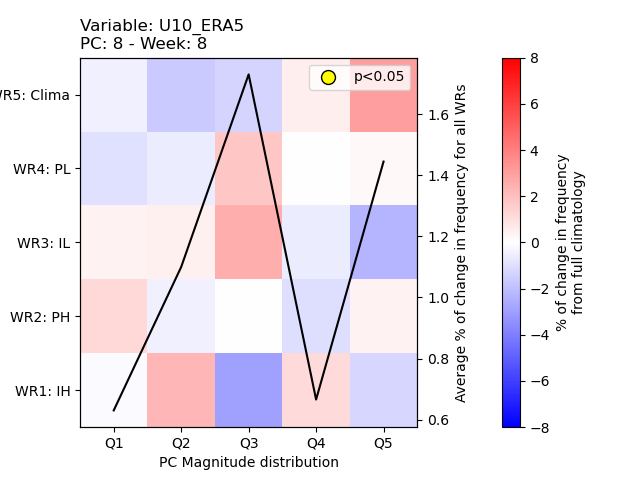 Variable: U10_ERA5
PC: 8 - Week: 8
WR5: Clima
WR4: PL
WR3: IL
WR2: PH
WR1: IH
Q1 Q2 Q3 Q4 Q5
PC Magnitude distribution
p<0.05
1.6
1.4
1.2
1.0
0.8
0.6
Average % of change in frequency for all WRs
8
6
4
2
0
−2
−4
−6
−8
% of change in frequency
from full climatology